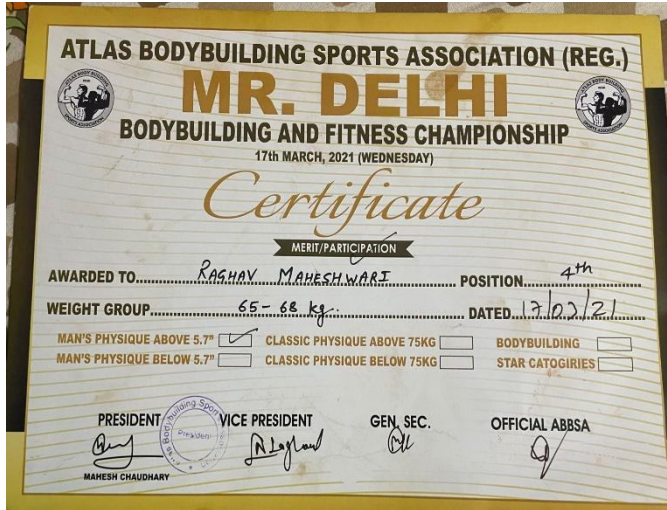 ATLAS BODYBUILDING SPORTS ASSOCIATION (REG.)
MR. DELHI
BODYBUILDING AND FITNESS CHAMPIONSHIP
17th MARCH, 2021 (WEDNESDAY)
Certificate
MERIT/PARTICIPATION
AWARDED TO..... RAGHAV MAHESHWARI POSITION..... 4th
WEIGHT GROUP..... 65-68 kg. DATED..... 17/03/21
MAN'S PHYSIQUE ABOVE 5.7" CLASSIC PHYSIQUE ABOVE 75KG BODYBUILDING
MAN'S PHYSIQUE BELOW 5.7" CLASSIC PHYSIQUE BELOW 75KG STAR CATOGIRIES
PRESIDENT VICE PRESIDENT GEN. SEC. OFFICIAL ABBSA
President
MAHESH CHAUDHARY